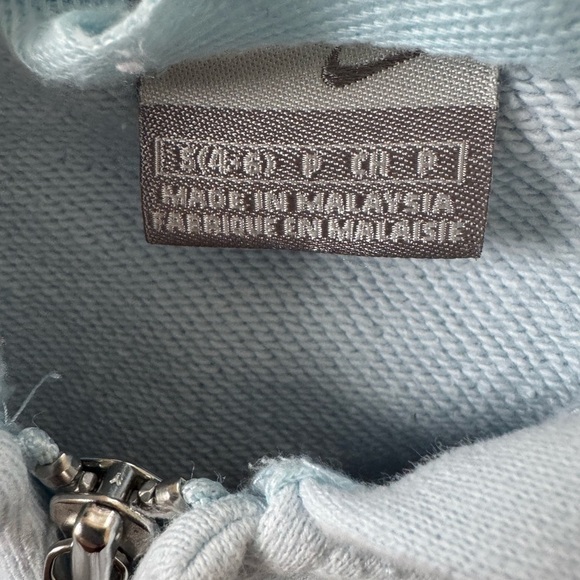 S(4-6) P CH P
MADE IN MALAYSIA
FABRIQUE EN MALAISIE